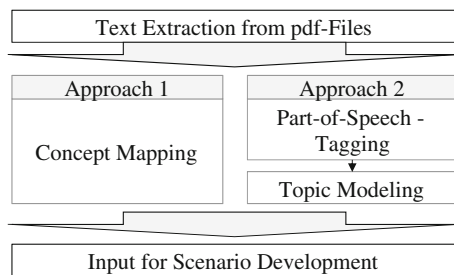 Text Extraction from pdf-Files
Approach 1
Concept Mapping
Approach 2
Part-of-Speech -
Tagging
Topic Modeling
Input for Scenario Development